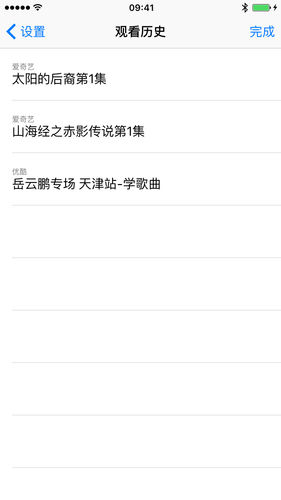 09:41
设置
观看历史
完成
爱奇艺
太阳的后裔第1集
爱奇艺
山海经之赤影传说第1集
优酷
岳云鹏专场 天津站-学歌曲